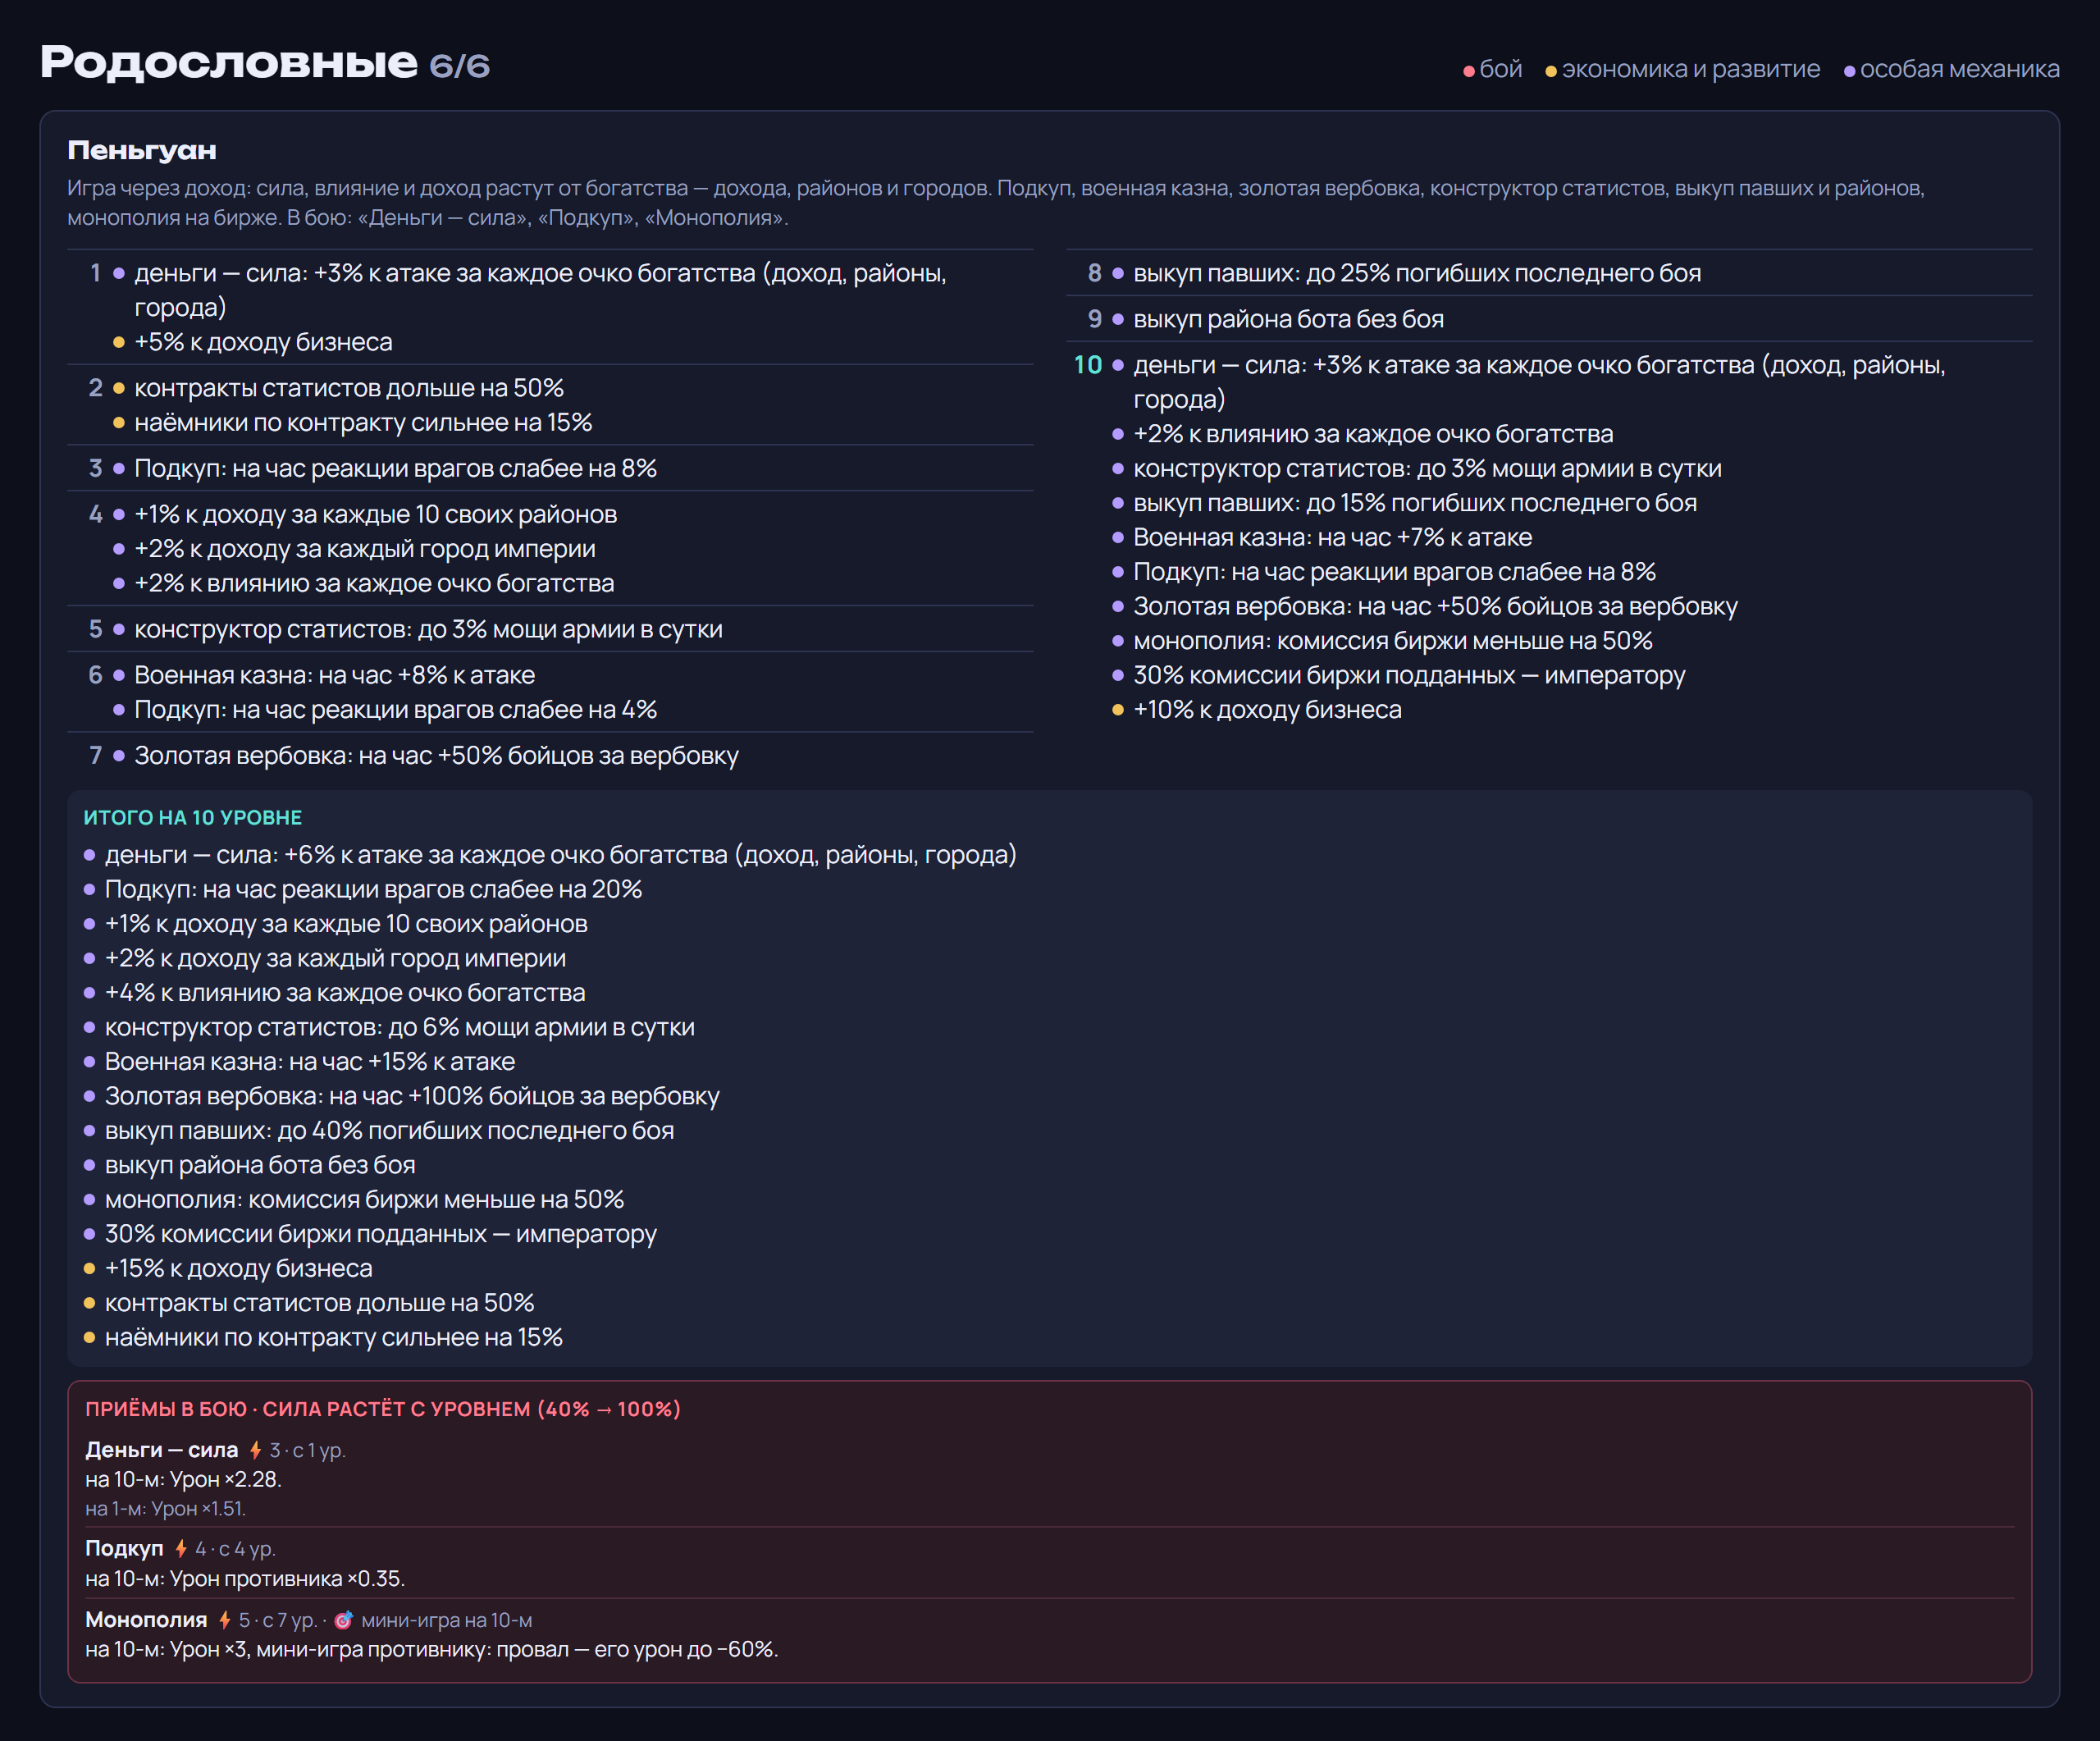 Родословные 6/6
бой экономика и развитие особая механика
Пеньгуан
Игра через доход: сила, влияние и доход растут от богатства — дохода, районов и городов. Подкуп, военная казна, золотая вербовка, конструктор статистов, выкуп павших и районов,
монополия на бирже. В бою: «Деньги — сила», «Подкуп», «Монополия».
1 деньги — сила: +3% к атаке за каждое очко богатства (доход, районы,
города)
+5% к доходу бизнеса
2 контракты статистов дольше на 50%
наёмники по контракту сильнее на 15%
3 Подкуп: на час реакции врагов слабее на 8%
4 +1% к доходу за каждые 10 своих районов
+2% к доходу за каждый город империи
+2% к влиянию за каждое очко богатства
5 конструктор статистов: до 3% мощи армии в сутки
6 Военная казна: на час +8% к атаке
Подкуп: на час реакции врагов слабее на 4%
7 Золотая вербовка: на час +50% бойцов за вербовку
8 выкуп павших: до 25% погибших последнего боя
9 выкуп района бота без боя
10 деньги — сила: +3% к атаке за каждое очко богатства (доход, районы,
города)
+2% к влиянию за каждое очко богатства
конструктор статистов: до 3% мощи армии в сутки
выкуп павших: до 15% погибших последнего боя
Военная казна: на час +7% к атаке
Подкуп: на час реакции врагов слабее на 8%
Золотая вербовка: на час +50% бойцов за вербовку
монополия: комиссия биржи меньше на 50%
30% комиссии биржи подданных — императору
+10% к доходу бизнеса
ИТОГО НА 10 УРОВНЕ
деньги — сила: +6% к атаке за каждое очко богатства (доход, районы, города)
Подкуп: на час реакции врагов слабее на 20%
+1% к доходу за каждые 10 своих районов
+2% к доходу за каждый город империи
+4% к влиянию за каждое очко богатства
конструктор статистов: до 6% мощи армии в сутки
Военная казна: на час +15% к атаке
Золотая вербовка: на час +100% бойцов за вербовку
выкуп павших: до 40% погибших последнего боя
выкуп района бота без боя
монополия: комиссия биржи меньше на 50%
30% комиссии биржи подданных — императору
+15% к доходу бизнеса
контракты статистов дольше на 50%
наёмники по контракту сильнее на 15%
ПРИЁМЫ В БОЮ · СИЛА РАСТЁТ С УРОВНЕМ (40% → 100%)
Деньги — сила ⚡ 3 · с 1 ур.
на 10-м: Урон ×2.28.
на 1-м: Урон ×1.51.
Подкуп ⚡ 4 · с 4 ур.
на 10-м: Урон противника ×0.35.
Монополия ⚡ 5 · с 7 ур. · 🎯 мини-игра на 10-м
на 10-м: Урон ×3, мини-игра противнику: провал — его урон до −60%.